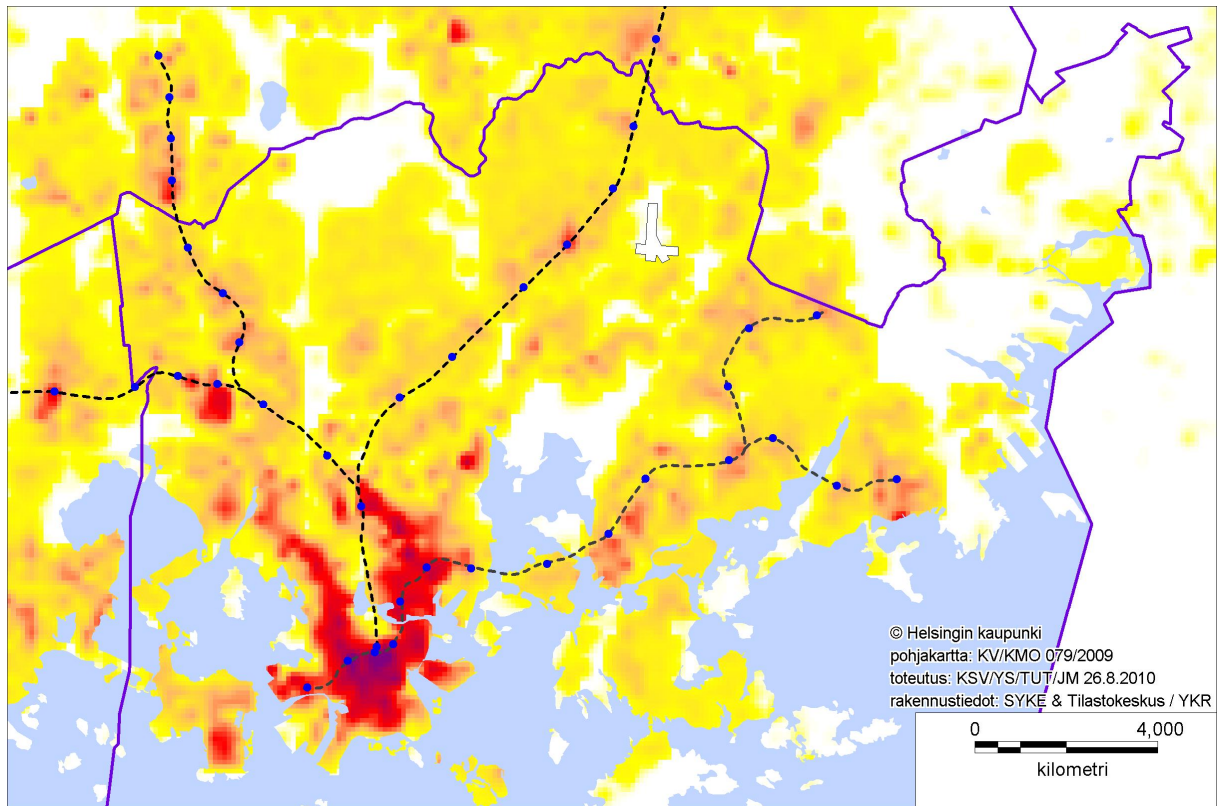 © Helsingin kaupunki
pohjakartta: KV/KMO 079/2009
toteutus: KSV/YS/TUT/JM 26.8.2010
rakennustiedot: SYKE & Tilastokeskus / YKR
0 4,000
kilometri